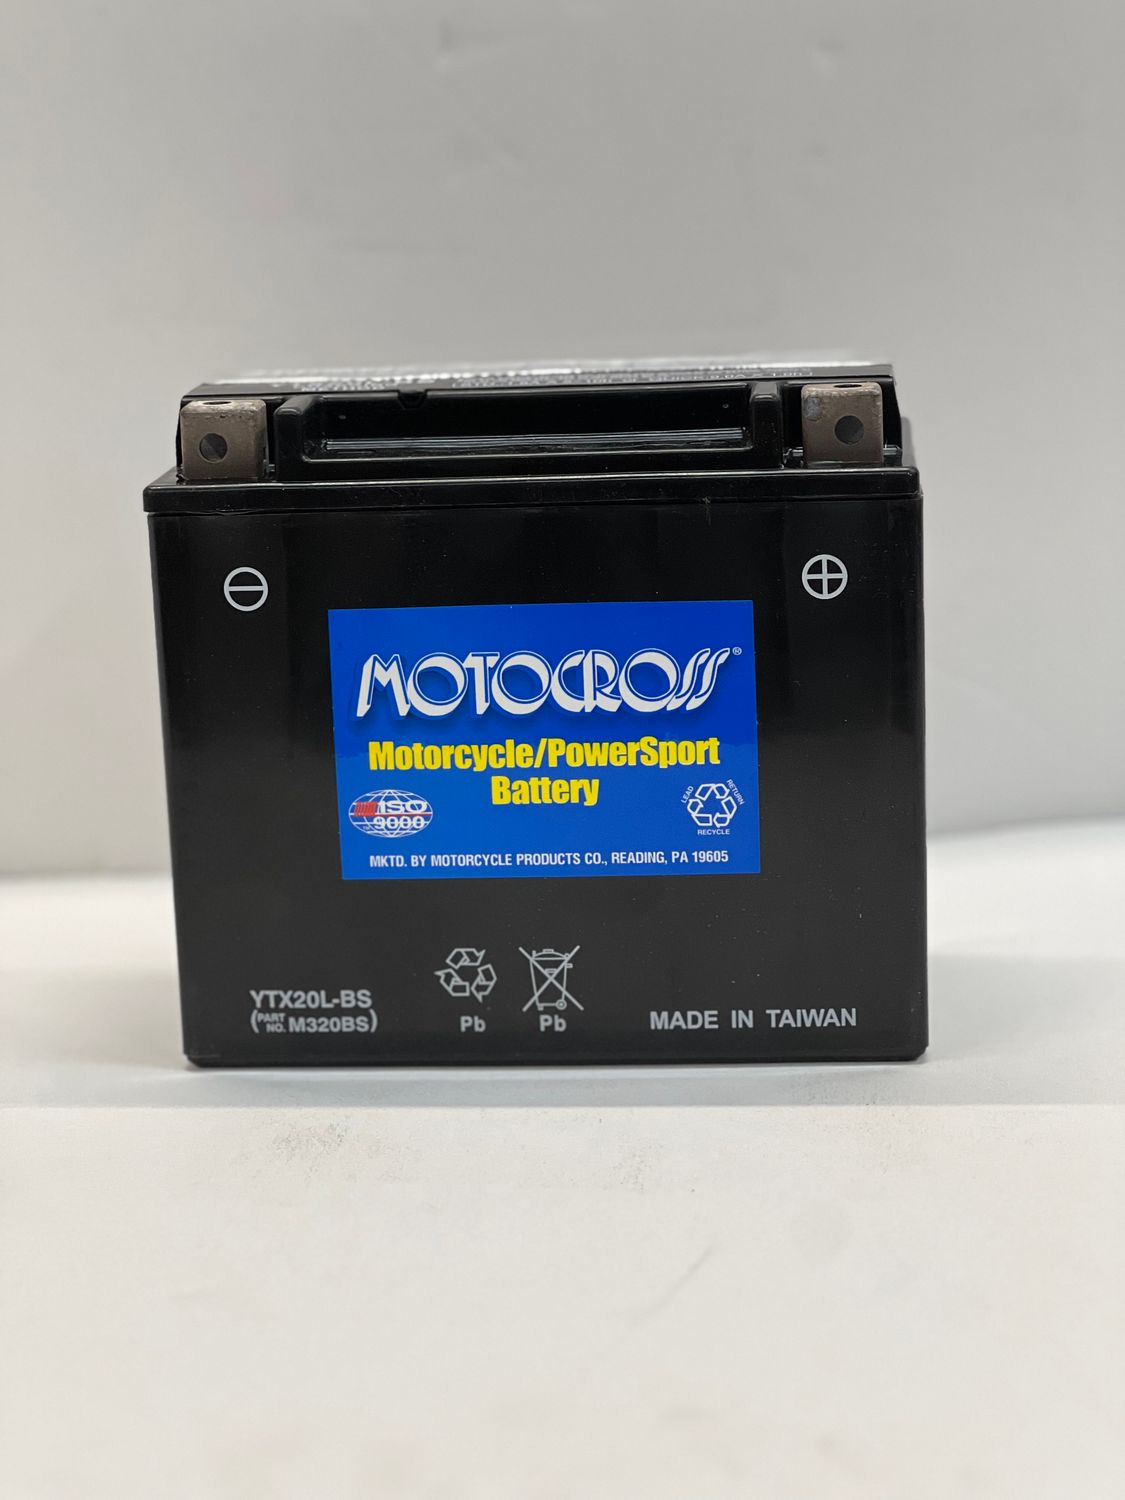 MOTOCROSS®
Motorcycle/PowerSport
Battery
ISO
9000
LEAD
RETURN
RECYCLE
MKTD. BY MOTORCYCLE PRODUCTS CO., READING, PA 19605
YTX20L-BS
(PART NO. M320BS)
Pb
Pb
MADE IN TAIWAN